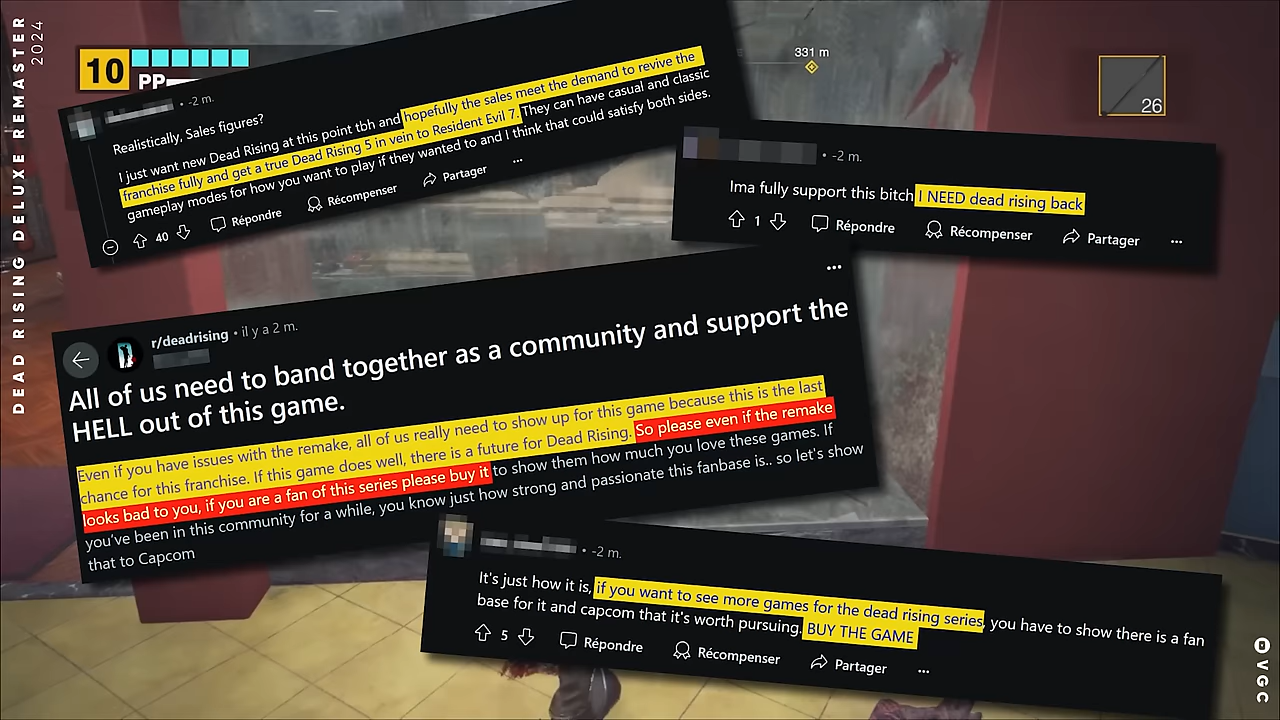 DEAD RISING DELUXE REMASTER
2024
10
PP
331 m
26
• -2 m.
Realistically, Sales figures?
I just want new Dead Rising at this point tbh and hopefully the sales meet the demand to revive the
franchise fully and get a true Dead Rising 5 in vein to Resident Evil 7. They can have casual and classic
gameplay modes for how you want to play if they wanted to and I think that could satisfy both sides.
40
Répondre
Récompenser
Partager
...
• -2 m.
Ima fully support this bitch I NEED dead rising back
1
Répondre
Récompenser
Partager
...
r/deadrising • il y a 2 m.
...
All of us need to band together as a community and support the
HELL out of this game.
Even if you have issues with the remake, all of us really need to show up for this game because this is the last
chance for this franchise. If this game does well, there is a future for Dead Rising. So please even if the remake
looks bad to you, if you are a fan of this series please buy it to show them how much you love these games. If
you've been in this community for a while, you know just how strong and passionate this fanbase is.. so let's show
that to Capcom
• -2 m.
It's just how it is, if you want to see more games for the dead rising series, you have to show there is a fan
base for it and capcom that it's worth pursuing. BUY THE GAME
5
Répondre
Récompenser
Partager
...
VGC